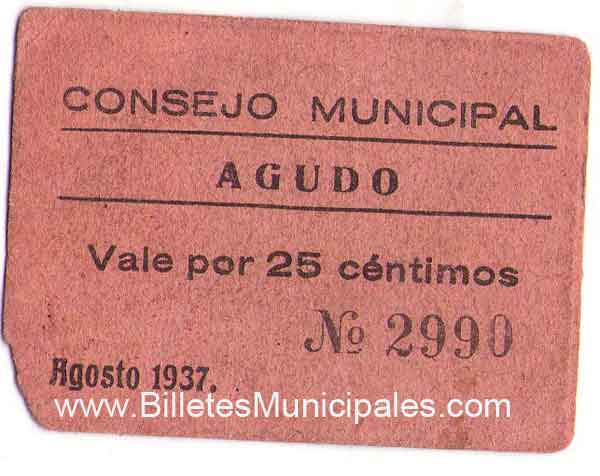 CONSEJO MUNICIPAL
AGUDO
Vale por 25 céntimos
No 2990
Agosto 1937.
www.BilletesMunicipales.com